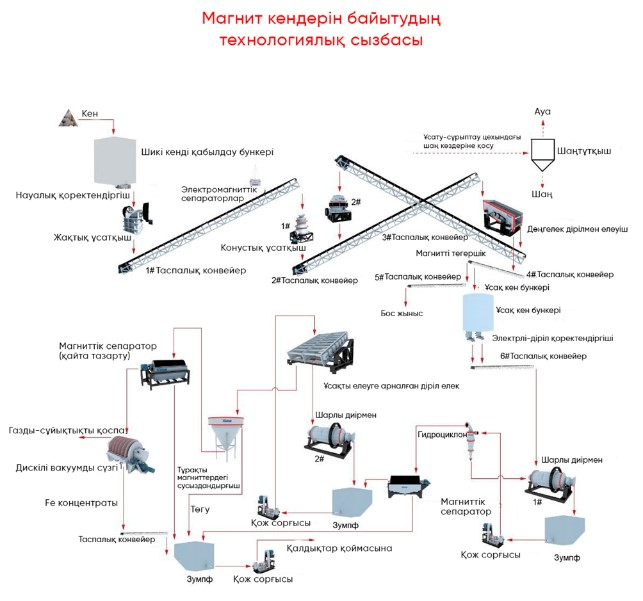 Магнит кендерін байытудың
технологиялық сызбасы
Кен
Ауа
Ұсату-сұрыптау цехындағы
шаң көздеріне қосу
Шикі кенді қабылдау бункері
Шаңтұтқыш
Науалық қоректендіргіш
Электромагниттік
сепараторлар
2#
Шаң
1#
Жақтық ұсатқыш
Конустық ұсатқыш
3#Таспалық конвейер
Дөңгелек дірілмен елеуіш
Магнитті тегершік
1#Таспалық конвейер
2#Таспалық конвейер
5#Таспалық конвейер
4#Таспалық конвейер
Ұсақ кен бункері
Бос жыныс
Ұсақ кен бункері
Электрлі-діріл қоректендіргіші
Магниттік сепаратор
(қайта тазарту)
6#Таспалық конвейер
Ұсақты елеуге арналған діріл елек
Шарлы диірмен
Газды-сұйықтықты қоспа
Гидроциклон
2#
Шарлы диірмен
Дискілі вакуумды сүзгі
Тұрақты
магниттердегі
сусыздандырғыш
Fe концентраты
Төгу
Магниттік
сепаратор
1#
Қож сорғысы
Зумпф
Таспалық конвейер
Қалдықтар қоймасына
Қож сорғысы
Зумпф
Зумпф
Қож сорғысы